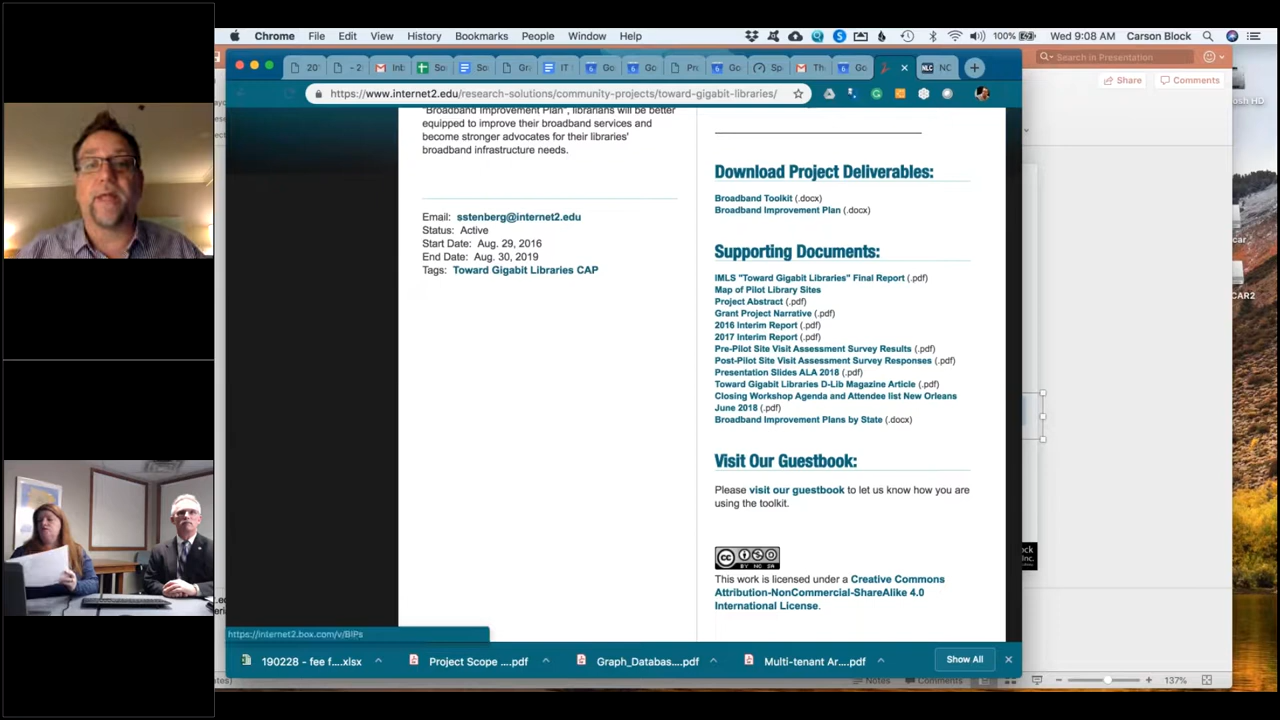 Chrome File Edit View History Bookmarks People Window Help 100% Wed 9:08 AM Carson Block
Search in Presentation
Share Comments
https://www.internet2.edu/research-solutions/community-projects/toward-gigabit-libraries/
"Broadband Improvement Plan", librarians will be better
equipped to improve their broadband services and
become stronger advocates for their libraries'
broadband infrastructure needs.
Email: sstenberg@internet2.edu
Status: Active
Start Date: Aug. 29, 2016
End Date: Aug. 30, 2019
Tags: Toward Gigabit Libraries CAP
Download Project Deliverables:
Broadband Toolkit (.docx)
Broadband Improvement Plan (.docx)
Supporting Documents:
IMLS "Toward Gigabit Libraries" Final Report (.pdf)
Map of Pilot Library Sites
Project Abstract (.pdf)
Grant Project Narrative (.pdf)
2016 Interim Report (.pdf)
2017 Interim Report (.pdf)
Pre-Pilot Site Visit Assessment Survey Results (.pdf)
Post-Pilot Site Visit Assessment Survey Responses (.pdf)
Presentation Slides ALA 2018 (.pdf)
Toward Gigabit Libraries D-Lib Magazine Article (.pdf)
Closing Workshop Agenda and Attendee list New Orleans
June 2018 (.pdf)
Broadband Improvement Plans by State (.docx)
Visit Our Guestbook:
Please visit our guestbook to let us know how you are
using the toolkit.
CC BY NC SA
This work is licensed under a Creative Commons
Attribution-NonCommercial-ShareAlike 4.0
International License.
https://internet2.box.com/v/BIPs
190228 - fee f....xlsx Project Scope ....pdf Graph_Databas....pdf Multi-tenant Ar....pdf Show All
Notes Comments 137%